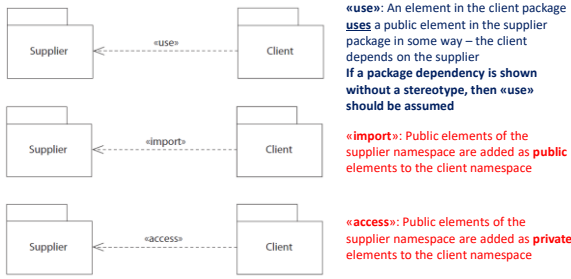 «use»: An element in the client package
uses a public element in the supplier
package in some way – the client
depends on the supplier
If a package dependency is shown
without a stereotype, then «use»
should be assumed
Supplier
«use»
Client
«import»: Public elements of the
supplier namespace are added as public
elements to the client namespace
Supplier
«import»
Client
«access»: Public elements of the
supplier namespace are added as private
elements to the client namespace
Supplier
«access»
Client